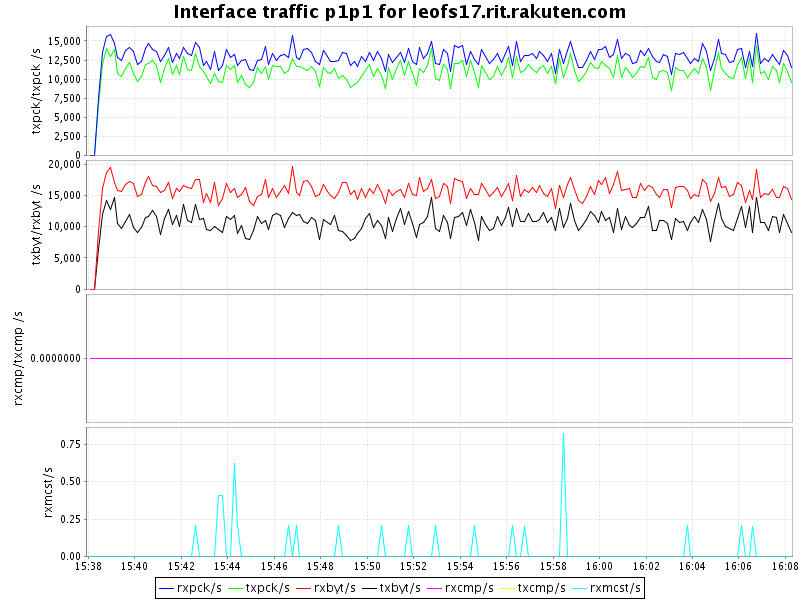 Interface traffic p1p1 for leofs17.rit.rakuten.com
txpck/txpck /s
15,000
12,500
10,000
7,500
5,000
2,500
0
txbyt/rxbyt /s
20,000
15,000
10,000
5,000
0
rxcmp/txcmp /s
0.0000000
rxmcst/s
0.75
0.50
0.25
0.00
15:38 15:40 15:42 15:44 15:46 15:48 15:50 15:52 15:54 15:56 15:58 16:00 16:02 16:04 16:06 16:08
rxpck/s txpck/s rxbyt/s txbyt/s rxcmp/s txcmp/s rxmcst/s